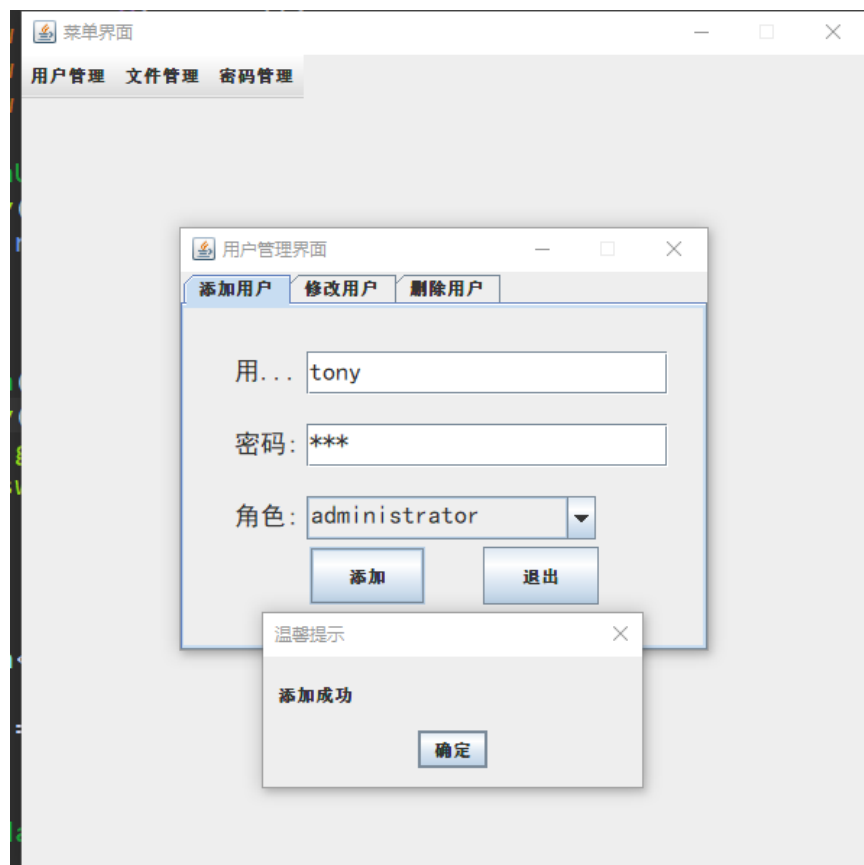 菜单界面
用户管理 文件管理 密码管理
用户管理界面
添加用户 修改用户 删除用户
用... tony
密码: ***
角色: administrator
添加 退出
温馨提示
添加成功
确定